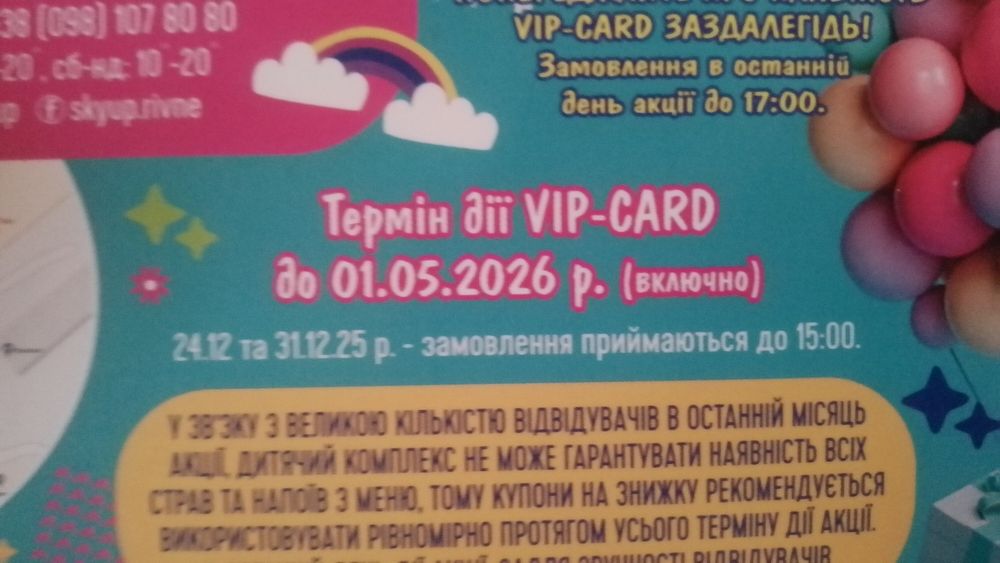 38 (098) 107 80 80
-20, сб-нд: 10 -20
up skyup.rivne
VIP-CARD ЗАЗДАЛЕГІДЬ!
Замовлення в останній
день акції до 17:00.
Термін дії VIP-CARD
до 01.05.2026 р. (включно)
24.12 та 31.12.25 р. - замовлення приймаються до 15:00.
У ЗВ'ЗКУ З ВЕЛИКОЮ КІЛЬКІСТЮ ВІДВІДУВАЧІВ В ОСТАННІЙ МІСЯЦЬ
АКЦІЇ, ДИТЯЧИЙ КОМПЛЕКС НЕ МОЖЕ ГАРАНТУВАТИ НАЯВНІСТЬ ВСІХ
СТРАВ ТА НАПОЇВ З МЕНЮ, ТОМУ КУПОНИ НА ЗНИЖКУ РЕКОМЕНДУЄТЬСЯ
ВИКОРИСТОВУВАТИ РІВНОМІРНО ПРОТЯГОМ УСЬОГО ТЕРМІНУ ДІЇ АКЦІЇ.
ВІДВІДУВАЧІВ